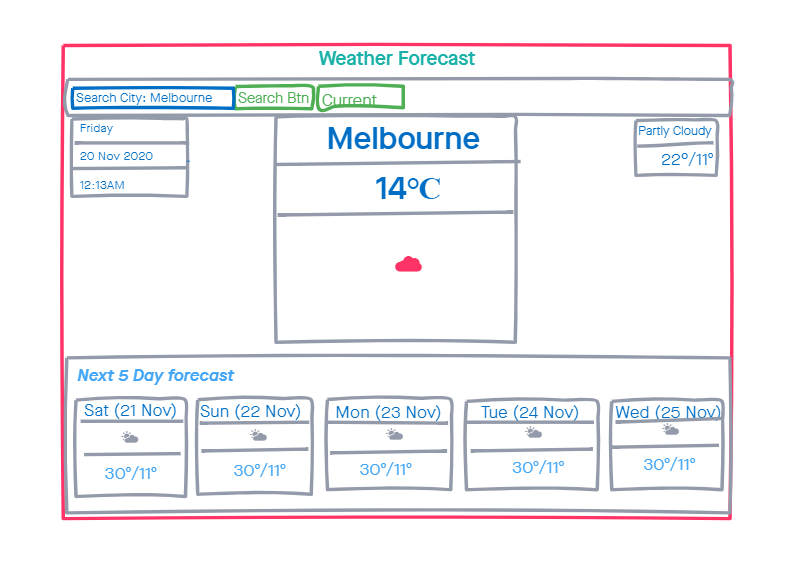 Weather Forecast
Search City: Melbourne
Search Btn
Current
Friday
20 Nov 2020
12:13AM
Melbourne
14°C
Partly Cloudy
22°/11°
Next 5 Day forecast
Sat (21 Nov)
30°/11°
Sun (22 Nov)
30°/11°
Mon (23 Nov)
30°/11°
Tue (24 Nov)
30°/11°
Wed (25 Nov)
30°/11°